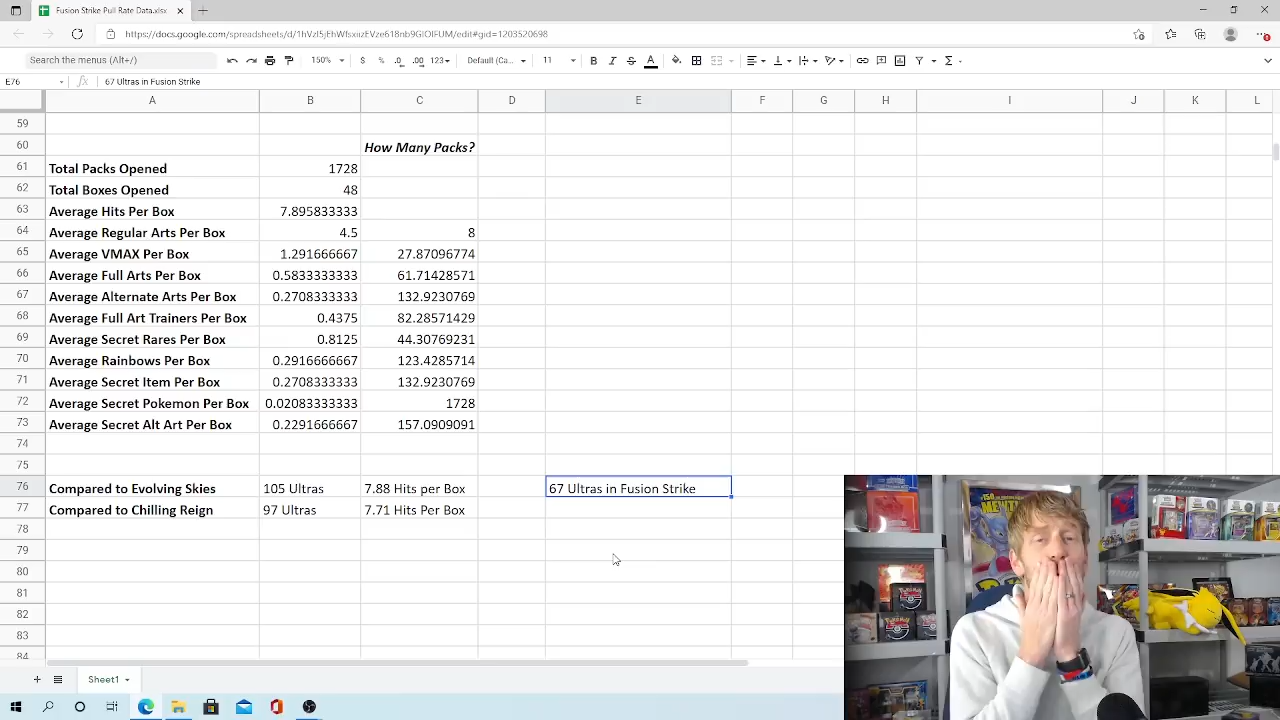 Fusion Strike Pull Rate Data.xlsx
https://docs.google.com/spreadsheets/d/1hVzl5jEhWfsxiizEVze618nb9GIOIFUM/edit#gid=1203520698
Search the menus (Alt+/)
150% $ % .0 .00 123 Default (Ca... 11 B I S A
E76 fx 67 Ultras in Fusion Strike
A B C D E F G H I J K L
59
60 How Many Packs?
61 Total Packs Opened 1728
62 Total Boxes Opened 48
63 Average Hits Per Box 7.895833333
64 Average Regular Arts Per Box 4.5 8
65 Average VMAX Per Box 1.291666667 27.87096774
66 Average Full Arts Per Box 0.5833333333 61.71428571
67 Average Alternate Arts Per Box 0.2708333333 132.9230769
68 Average Full Art Trainers Per Box 0.4375 82.28571429
69 Average Secret Rares Per Box 0.8125 44.30769231
70 Average Rainbows Per Box 0.2916666667 123.4285714
71 Average Secret Item Per Box 0.2708333333 132.9230769
72 Average Secret Pokemon Per Box 0.02083333333 1728
73 Average Secret Alt Art Per Box 0.2291666667 157.0909091
74
75
76 Compared to Evolving Skies 105 Ultras 7.88 Hits per Box 67 Ultras in Fusion Strike
77 Compared to Chilling Reign 97 Ultras 7.71 Hits Per Box
78
79
80
81
82
83
84
Sheet1